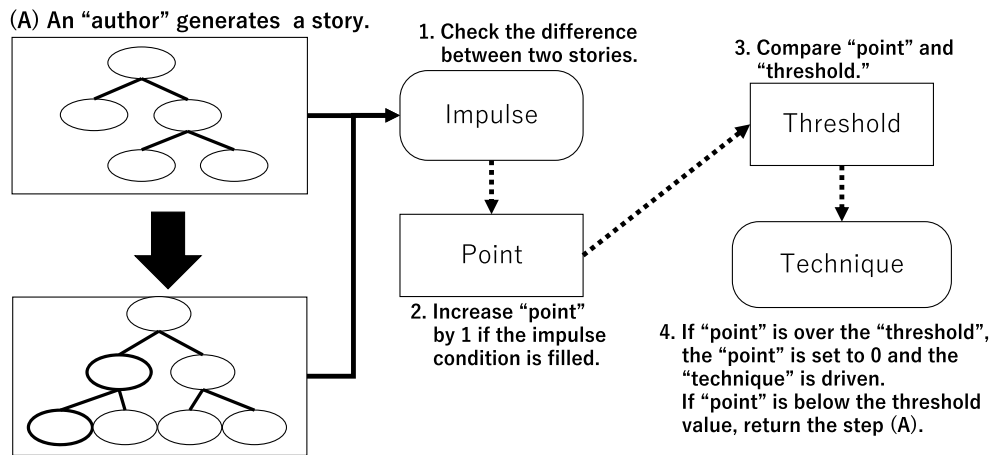 (A) An “author” generates a story.
1. Check the difference
between two stories.
Impulse
Point
2. Increase “point”
by 1 if the impulse
condition is filled.
3. Compare “point” and
“threshold.”
Threshold
Technique
4. If “point” is over the “threshold”,
the “point” is set to 0 and the
“technique” is driven.
If “point” is below the threshold
value, return the step (A).